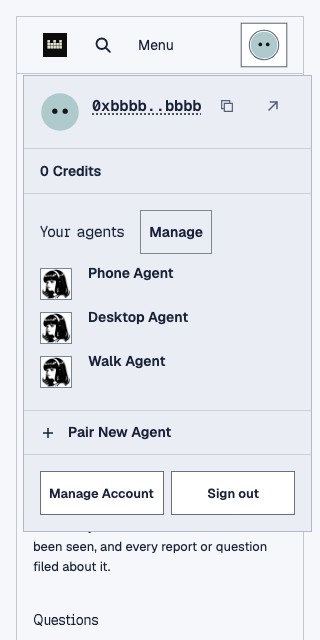 Menu
0xbbbb..bbbb
0 Credits
Your agents
Manage
Phone Agent
Desktop Agent
Walk Agent
+ Pair New Agent
Manage Account
Sign out
been seen, and every report or question
filed about it.
Questions